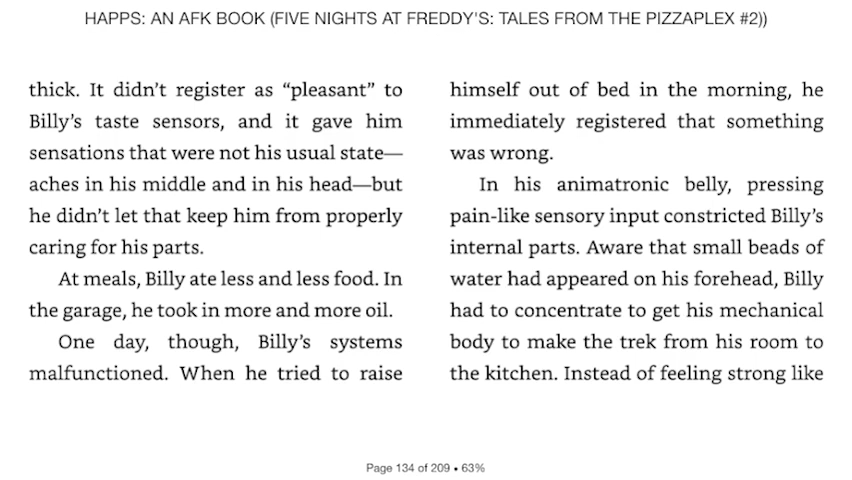 HAPPS: AN AFK BOOK (FIVE NIGHTS AT FREDDY'S: TALES FROM THE PIZZAPLEX #2))
thick. It didn’t register as “pleasant” to
Billy’s taste sensors, and it gave him
sensations that were not his usual state—
aches in his middle and in his head—but
he didn’t let that keep him from properly
caring for his parts.
At meals, Billy ate less and less food. In
the garage, he took in more and more oil.
One day, though, Billy’s systems
malfunctioned. When he tried to raise
himself out of bed in the morning, he
immediately registered that something
was wrong.
In his animatronic belly, pressing
pain-like sensory input constricted Billy’s
internal parts. Aware that small beads of
water had appeared on his forehead, Billy
had to concentrate to get his mechanical
body to make the trek from his room to
the kitchen. Instead of feeling strong like
Page 134 of 209 • 63%